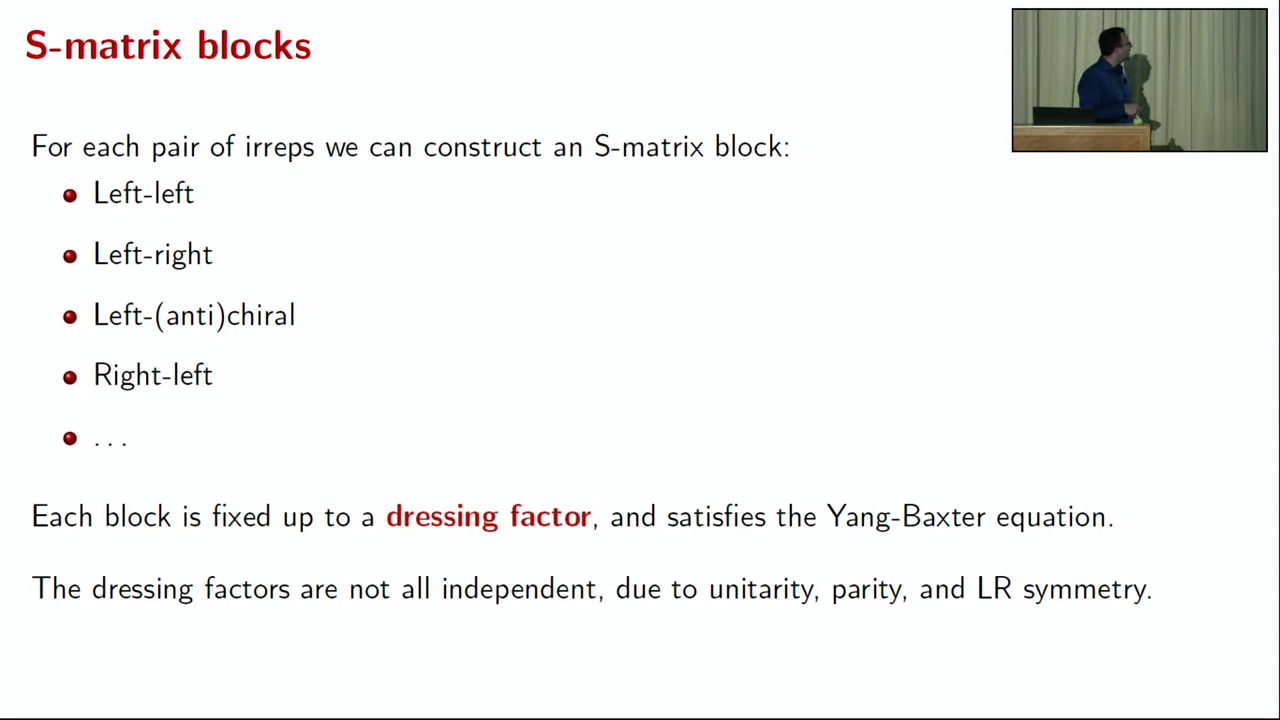 S-matrix blocks
For each pair of irreps we can construct an S-matrix block:
Left-left
Left-right
Left-(anti)chiral
Right-left
...
Each block is fixed up to a dressing factor, and satisfies the Yang-Baxter equation.
The dressing factors are not all independent, due to unitarity, parity, and LR symmetry.